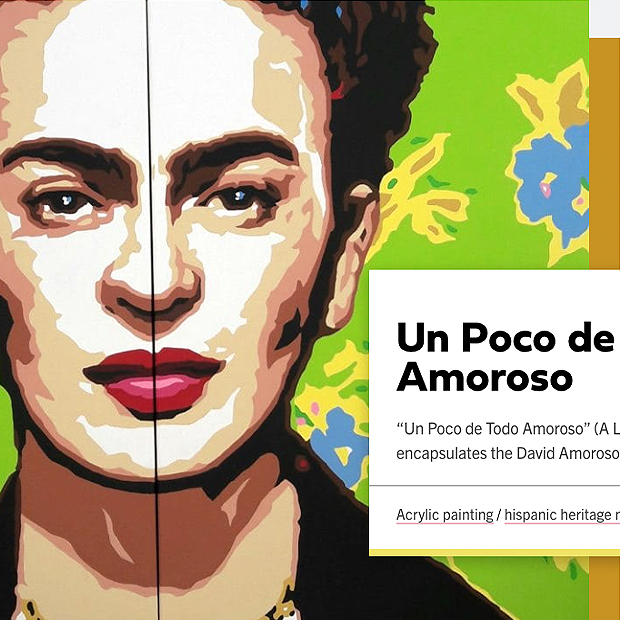 Un Poco de
Amoroso
“Un Poco de Todo Amoroso” (A L
encapsulates the David Amoroso
Acrylic painting / hispanic heritage